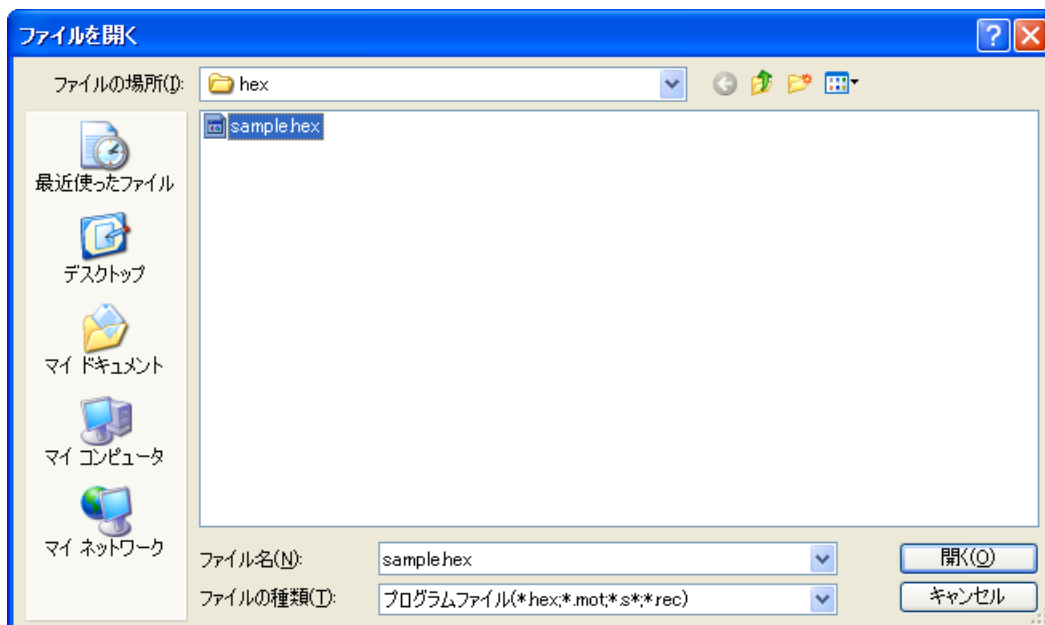 ファイルを開く
ファイルの場所(I):
hex
sample.hex
最近使ったファイル
デスクトップ
マイ ドキュメント
マイ コンピュータ
マイ ネットワーク
ファイル名(N):
sample.hex
開く(O)
ファイルの種類(T):
プログラムファイル(*.hex;*.mot;*.s*;*.rec)
キャンセル